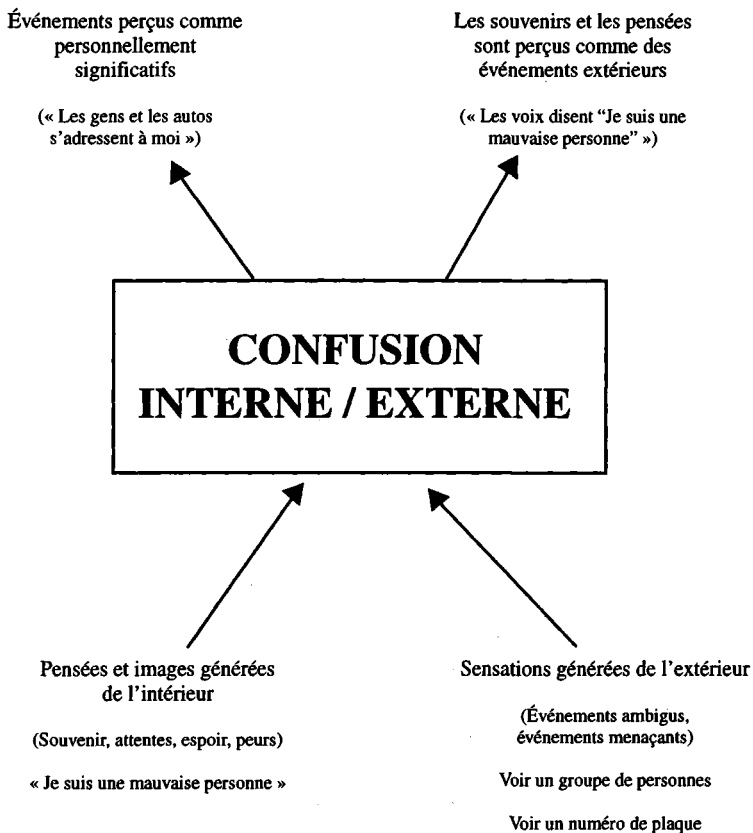 Événements perçus comme
personnellement
significatifs
(« Les gens et les autos
s'adressent à moi »)
Les souvenirs et les pensées
sont perçus comme des
événements extérieurs
(« Les voix disent “Je suis une
mauvaise personne” »)
CONFUSION
INTERNE / EXTERNE
Pensées et images générées
de l'intérieur
(Souvenir, attentes, espoir, peurs)
« Je suis une mauvaise personne »
Sensations générées de l'extérieur
(Événements ambigus,
événements menaçants)
Voir un groupe de personnes
Voir un numéro de plaque